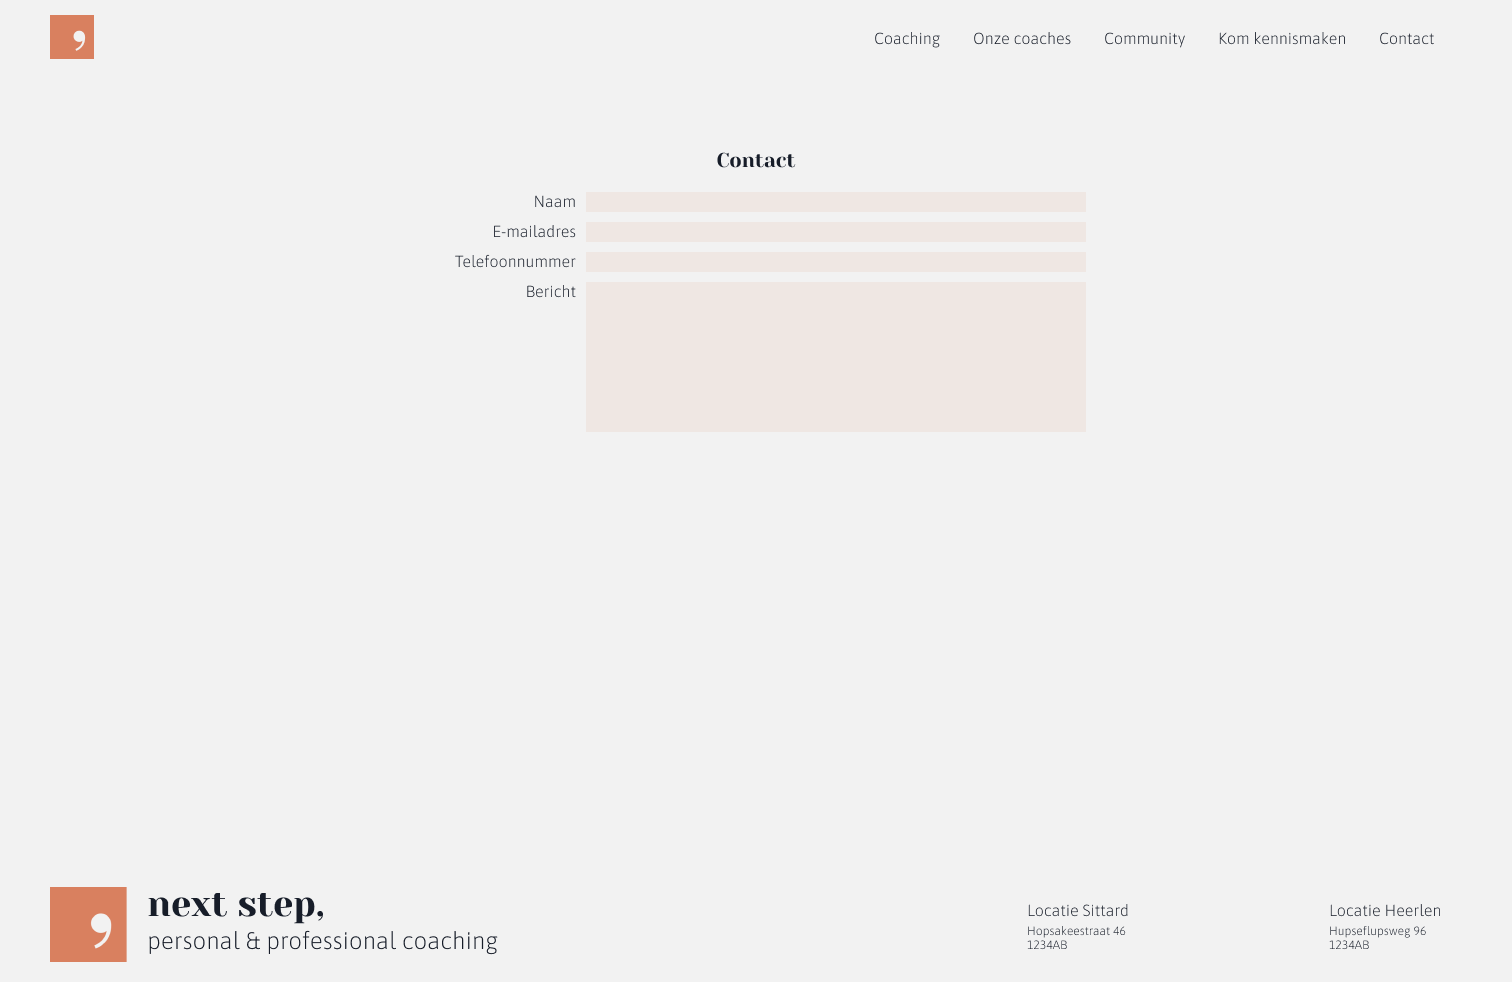 ,
Coaching
Onze coaches
Community
Kom kennismaken
Contact
Contact
Naam
E-mailadres
Telefoonnummer
Bericht
,
next step,
personal & professional coaching
Locatie Sittard
Hopsakeestraat 46
1234AB
Locatie Heerlen
Hupseflupsweg 96
1234AB